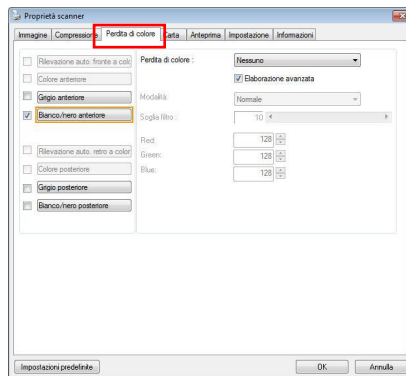 Proprietà scanner
Immagine Compressione Perdita di colore Carta Anteprima Impostazione Informazioni
Rilevazione auto. fronte a colo
Colore anteriore
Grigio anteriore
Bianco/nero anteriore
Rilevazione auto. retro a color
Colore posteriore
Grigio posteriore
Bianco/nero posteriore
Perdita di colore : Nessuno
Elaborazione avanzata
Modalità: Normale
Soglia filtro : 10
Red: 128
Green: 128
Blue: 128
Impostazioni predefinite OK Annulla